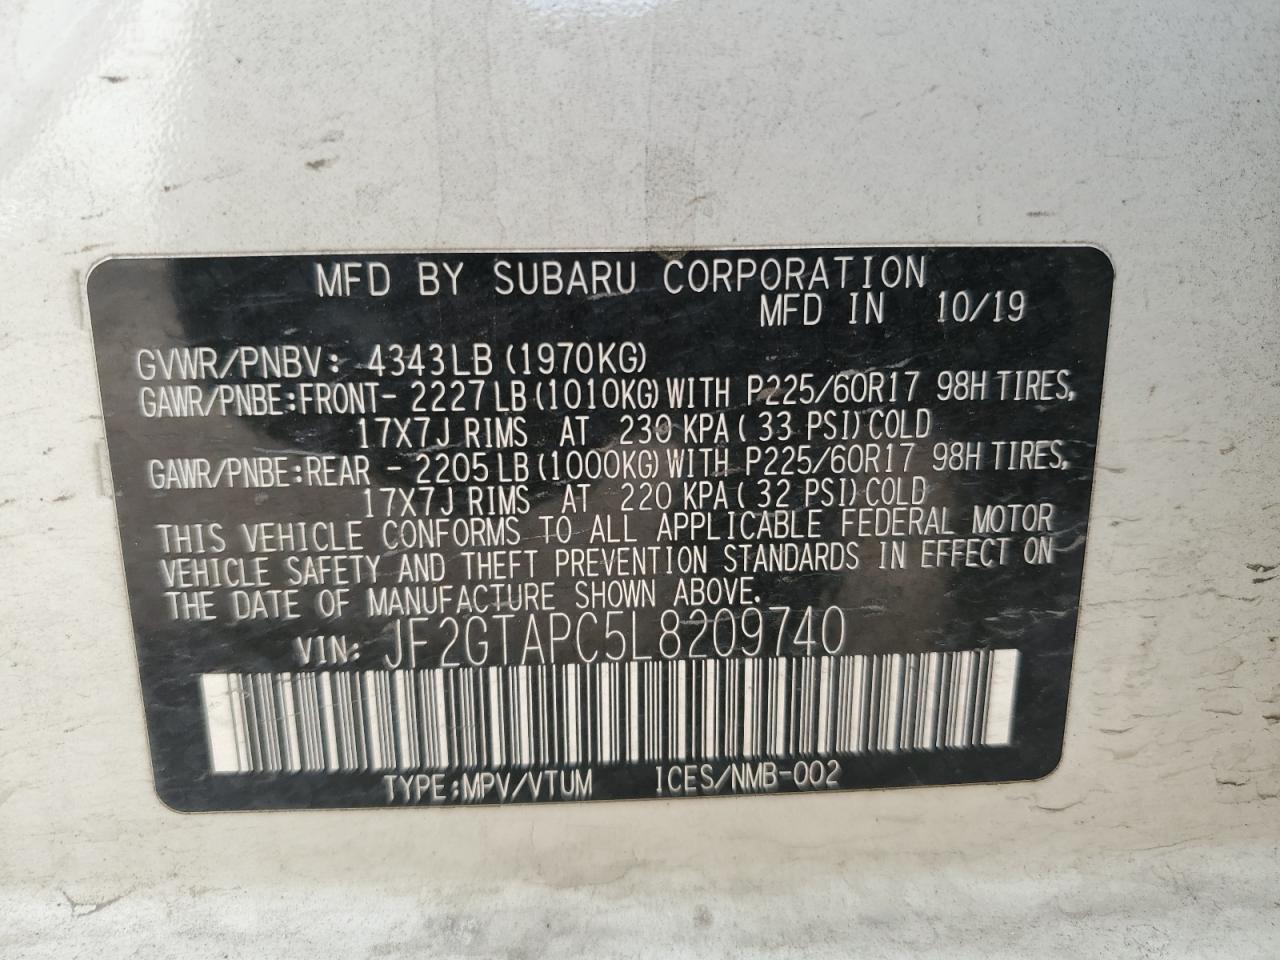 MFD BY SUBARU CORPORATION
MFD IN 10/19
GVWR/PNBV: 4343LB (1970KG)
GAWR/PNBE:FRONT- 2227LB (1010KG) WITH P225/60R17 98H TIRES,
17X7J RIMS AT 230 KPA( 33 PSI) COLD
GAWR/PNBE:REAR - 2205LB (1000KG) WITH P225/60R17 98H TIRES,
17X7J RIMS AT 220 KPA( 32 PSI) COLD
THIS VEHICLE CONFORMS TO ALL APPLICABLE FEDERAL MOTOR
VEHICLE SAFETY AND THEFT PREVENTION STANDARDS IN EFFECT ON
THE DATE OF MANUFACTURE SHOWN ABOVE.
VIN: JF2GTAPC5L8209740
TYPE:MPV/VTUM ICES/NMB-002